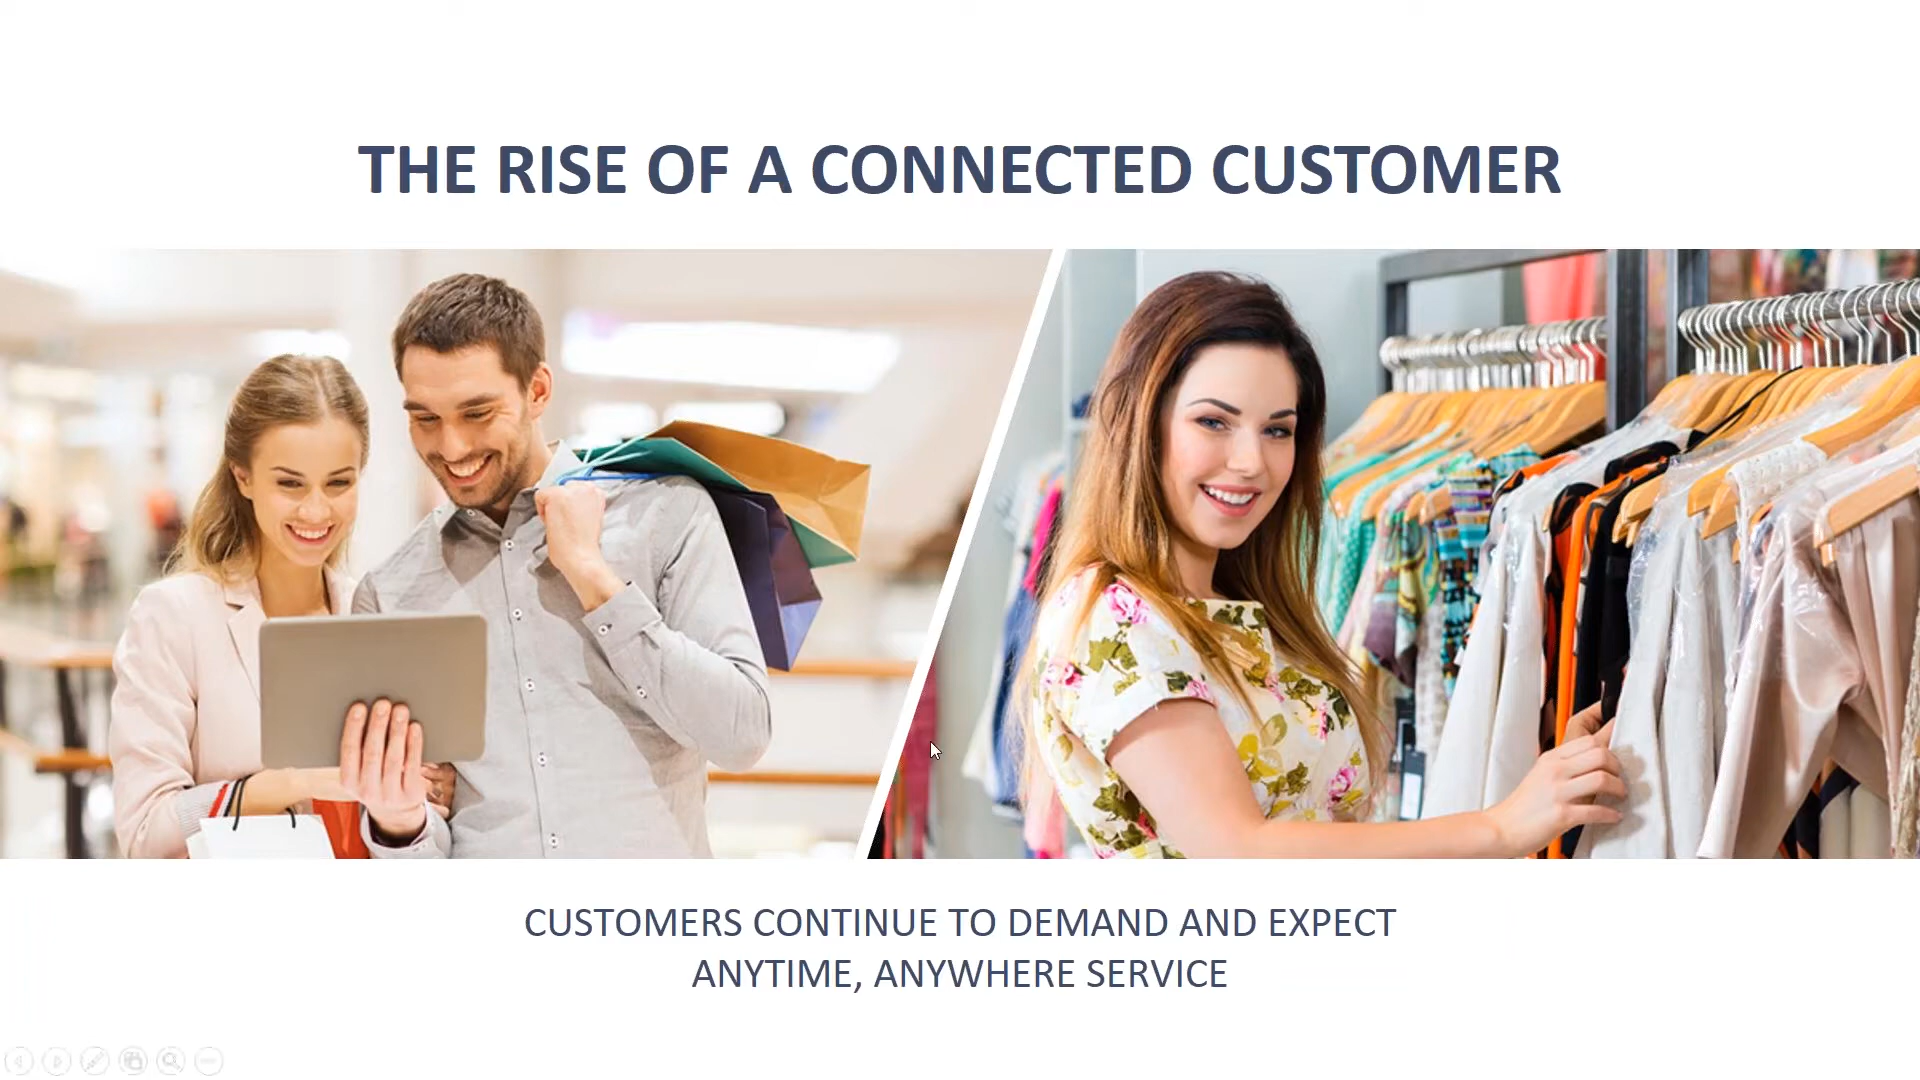 THE RISE OF A CONNECTED CUSTOMER
CUSTOMERS CONTINUE TO DEMAND AND EXPECT
ANYTIME, ANYWHERE SERVICE